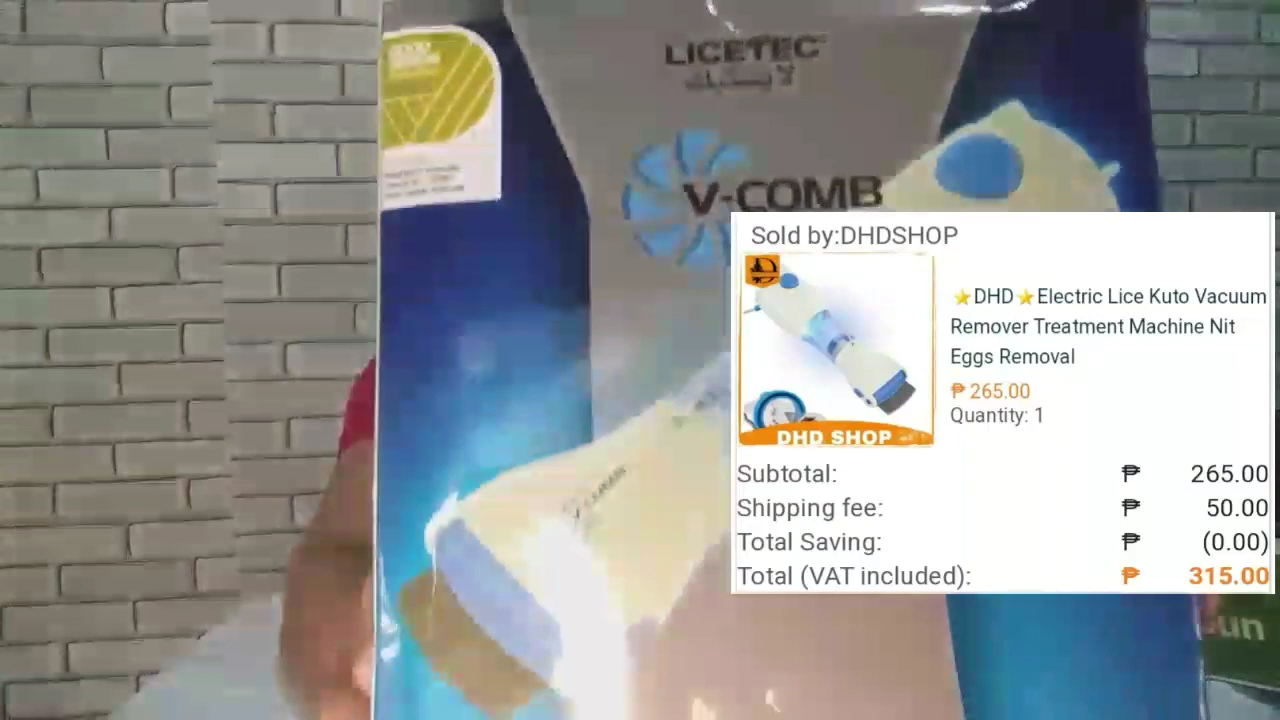 LICETEC
لايستيك
V-COMB
Sold by:DHDSHOP
⭐DHD⭐Electric Lice Kuto Vacuum
Remover Treatment Machine Nit
Eggs Removal
₱ 265.00
Quantity: 1
DHD SHOP
Subtotal: ₱ 265.00
Shipping fee: ₱ 50.00
Total Saving: ₱ (0.00)
Total (VAT included): ₱ 315.00
un